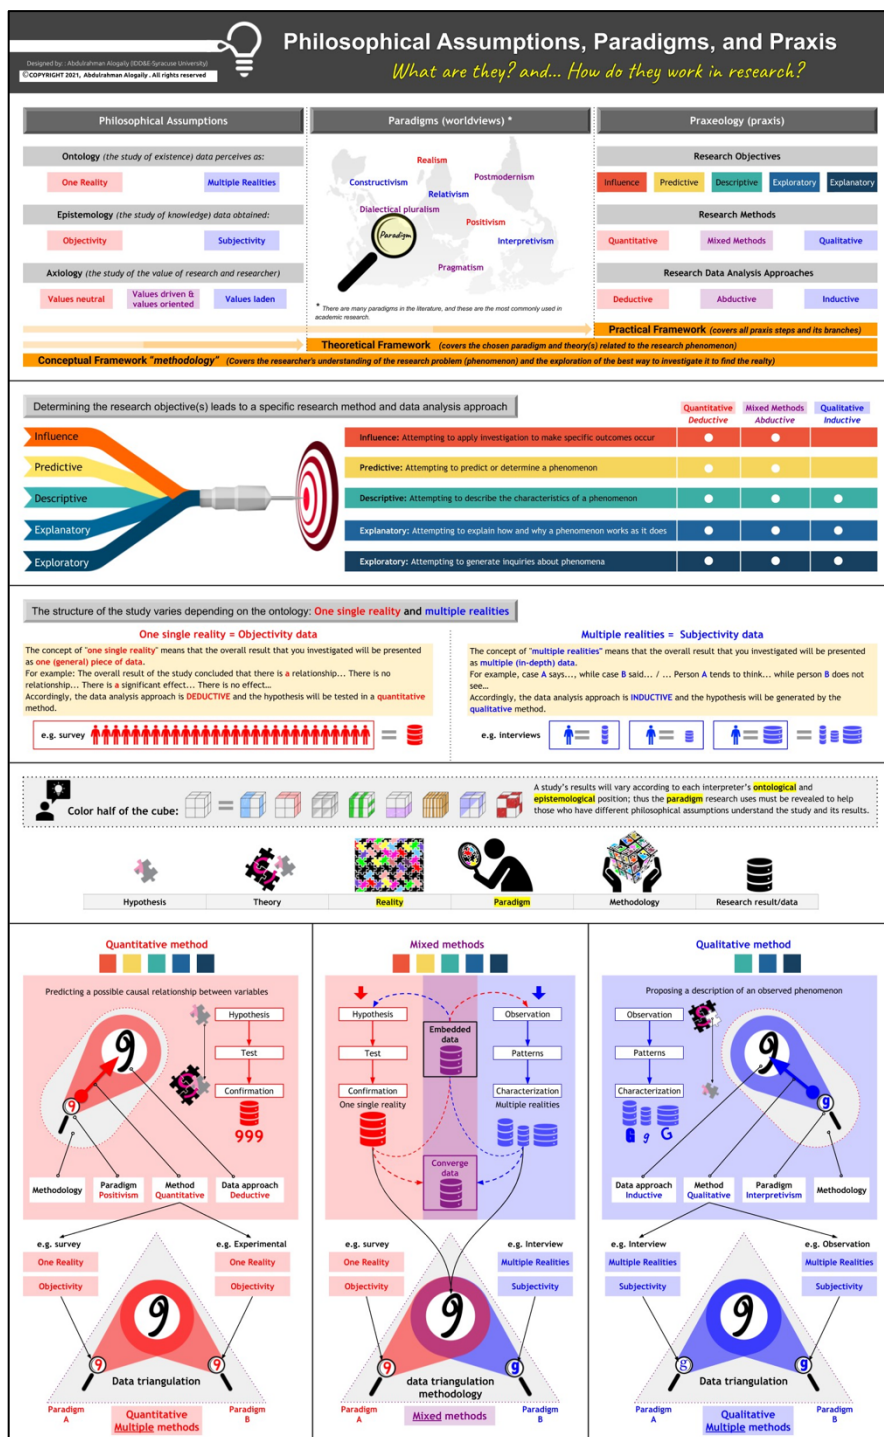 Philosophical Assumptions, Paradigms, and Praxis
What are they? and... How do they work in research?
Designed by: : Abdulrahman Alogaily (IDD&E-Syracuse University)
©COPYRIGHT 2021, Abdulrahman Alogaily . All rights reserved
Philosophical Assumptions
Ontology (the study of existence) data perceives as:
One Reality
Multiple Realities
Epistemology (the study of knowledge) data obtained:
Objectivity
Subjectivity
Axiology (the study of the value of research and researcher)
Values neutral
Values driven &
values oriented
Values laden
Paradigms (worldviews) *
Realism
Constructivism
Postmodernism
Relativism
Dialectical pluralism
Positivism
Paradigm
Interpretivism
Pragmatism
* There are many paradigms in the literature, and these are the most commonly used in
academic research.
Praxeology (praxis)
Research Objectives
Influence
Predictive
Descriptive
Exploratory
Explanatory
Research Methods
Quantitative
Mixed Methods
Qualitative
Research Data Analysis Approaches
Deductive
Abductive
Inductive
Practical Framework (covers all praxis steps and its branches)
Theoretical Framework (covers the chosen paradigm and theory(s) related to the research phenomenon)
Conceptual Framework "methodology" (Covers the researcher's understanding of the research problem (phenomenon) and the exploration of the best way to investigate it to find the realty)
Determining the research objective(s) leads to a specific research method and data analysis approach
Quantitative
Deductive
Mixed Methods
Abductive
Qualitative
Inductive
Influence
Predictive
Descriptive
Explanatory
Exploratory
Influence: Attempting to apply investigation to make specific outcomes occur
Predictive: Attempting to predict or determine a phenomenon
Descriptive: Attempting to describe the characteristics of a phenomenon
Explanatory: Attempting to explain how and why a phenomenon works as it does
Exploratory: Attempting to generate inquiries about phenomena
The structure of the study varies depending on the ontology: One single reality and multiple realities
One single reality = Objectivity data
The concept of "one single reality" means that the overall result that you investigated will be presented
as one (general) piece of data.
For example: The overall result of the study concluded that there is a relationship... There is no
relationship... There is a significant effect... There is no effect...
Accordingly, the data analysis approach is DEDUCTIVE and the hypothesis will be tested in a quantitative
method.
e.g. survey
=
Multiple realities = Subjectivity data
The concept of "multiple realities" means that the overall result that you investigated will be presented
as multiple (in-depth) data.
For example, case A says..., while case B said... / ... Person A tends to think... while person B does not
see...
Accordingly, the data analysis approach is INDUCTIVE and the hypothesis will be generated by the
qualitative method.
e.g. interviews
= = = =
Color half of the cube:
=
A study's results will vary according to each interpreter's ontological and
epistemological position; thus the paradigm research uses must be revealed to help
those who have different philosophical assumptions understand the study and its results.
Hypothesis
Theory
Reality
Paradigm
Methodology
Research result/data
Quantitative method
Predicting a possible causal relationship between variables
Hypothesis
Test
Confirmation
999
9
9
Methodology
Paradigm
Positivism
Method
Quantitative
Data approach
Deductive
e.g. survey
One Reality
Objectivity
e.g. Experimental
One Reality
Objectivity
9
9
9
Data triangulation
Paradigm
A
Quantitative
Multiple methods
Paradigm
B
Mixed methods
Hypothesis
Test
Confirmation
One single reality
Embedded
data
Observation
Patterns
Characterization
Multiple realities
Converge
data
e.g. survey
One Reality
Objectivity
e.g. Interview
Multiple Realities
Subjectivity
9
9
g
data triangulation
methodology
Paradigm
A
Mixed methods
Paradigm
B
Qualitative method
Proposing a description of an observed phenomenon
Observation
Patterns
Characterization
G g G
9
g
Data approach
Inductive
Method
Qualitative
Paradigm
Interpretivism
Methodology
e.g. Interview
Multiple Realities
Subjectivity
e.g. Observation
Multiple Realities
Subjectivity
9
g
g
Data triangulation
Paradigm
A
Qualitative
Multiple methods
Paradigm
B